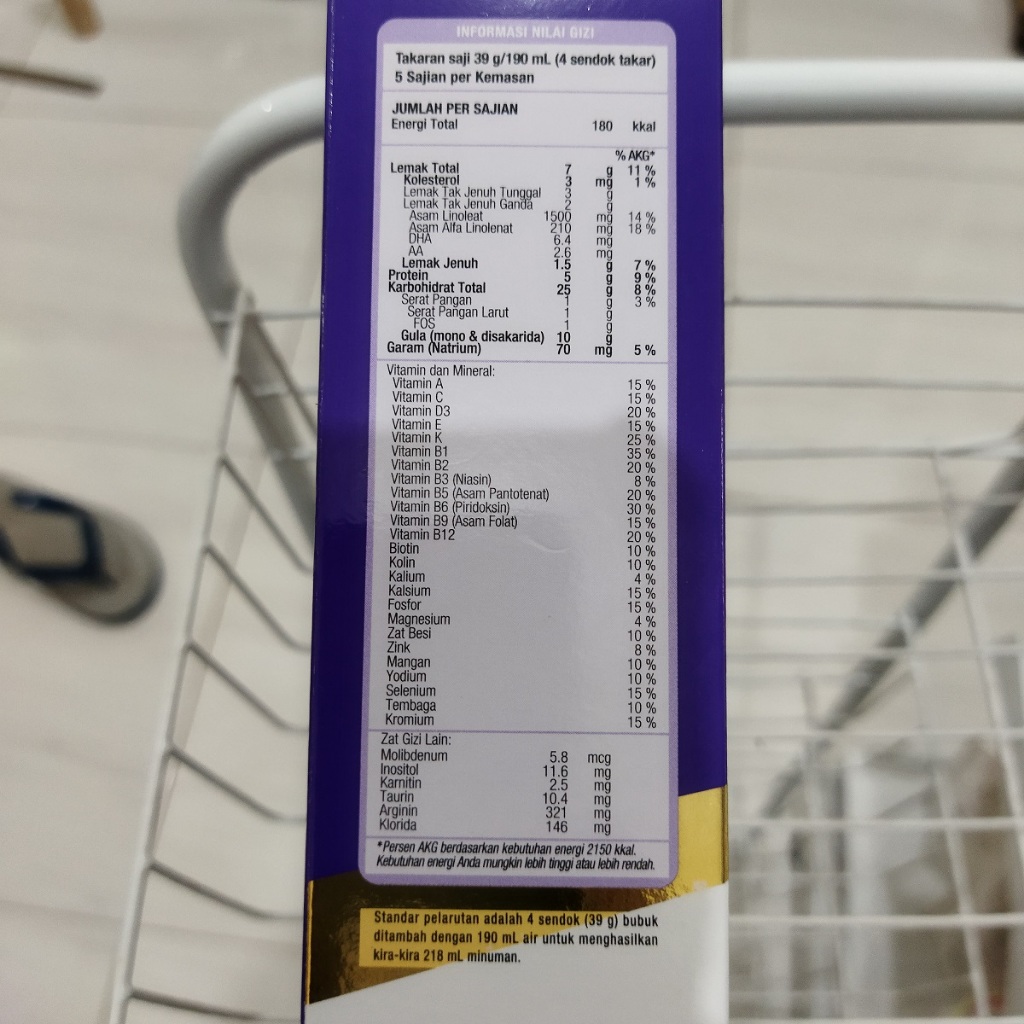 INFORMASI NILAI GIZI
Takaran saji 39 g/190 mL (4 sendok takar)
5 Sajian per Kemasan
JUMLAH PER SAJIAN
Energi Total 180 kkal
% AKG*
Lemak Total 7 g 11 %
Kolesterol 3 mg 1 %
Lemak Tak Jenuh Tunggal 3 g
Lemak Tak Jenuh Ganda 2 g
Asam Linoleat 1500 mg 14 %
Asam Alfa Linolenat 210 mg 18 %
DHA 6.4 mg
AA 2.6 mg
Lemak Jenuh 1.5 g 7 %
Protein 5 g 9 %
Karbohidrat Total 25 g 8 %
Serat Pangan 1 g 3 %
Serat Pangan Larut 1 g
FOS 1 g
Gula (mono & disakarida) 10 g
Garam (Natrium) 70 mg 5 %
Vitamin dan Mineral:
Vitamin A 15 %
Vitamin C 15 %
Vitamin D3 20 %
Vitamin E 15 %
Vitamin K 25 %
Vitamin B1 35 %
Vitamin B2 20 %
Vitamin B3 (Niasin) 8 %
Vitamin B5 (Asam Pantotenat) 20 %
Vitamin B6 (Piridoksin) 30 %
Vitamin B9 (Asam Folat) 15 %
Vitamin B12 20 %
Biotin 10 %
Kolin 10 %
Kalium 4 %
Kalsium 15 %
Fosfor 15 %
Magnesium 4 %
Zat Besi 10 %
Zink 8 %
Mangan 10 %
Yodium 10 %
Selenium 15 %
Tembaga 10 %
Kromium 15 %
Zat Gizi Lain:
Molibdenum 5.8 mcg
Inositol 11.6 mg
Karnitin 2.5 mg
Taurin 10.4 mg
Arginin 321 mg
Klorida 146 mg
*Persen AKG berdasarkan kebutuhan energi 2150 kkal.
Kebutuhan energi Anda mungkin lebih tinggi atau lebih rendah.
Standar pelarutan adalah 4 sendok (39 g) bubuk
ditambah dengan 190 mL air untuk menghasilkan
kira-kira 218 mL minuman.